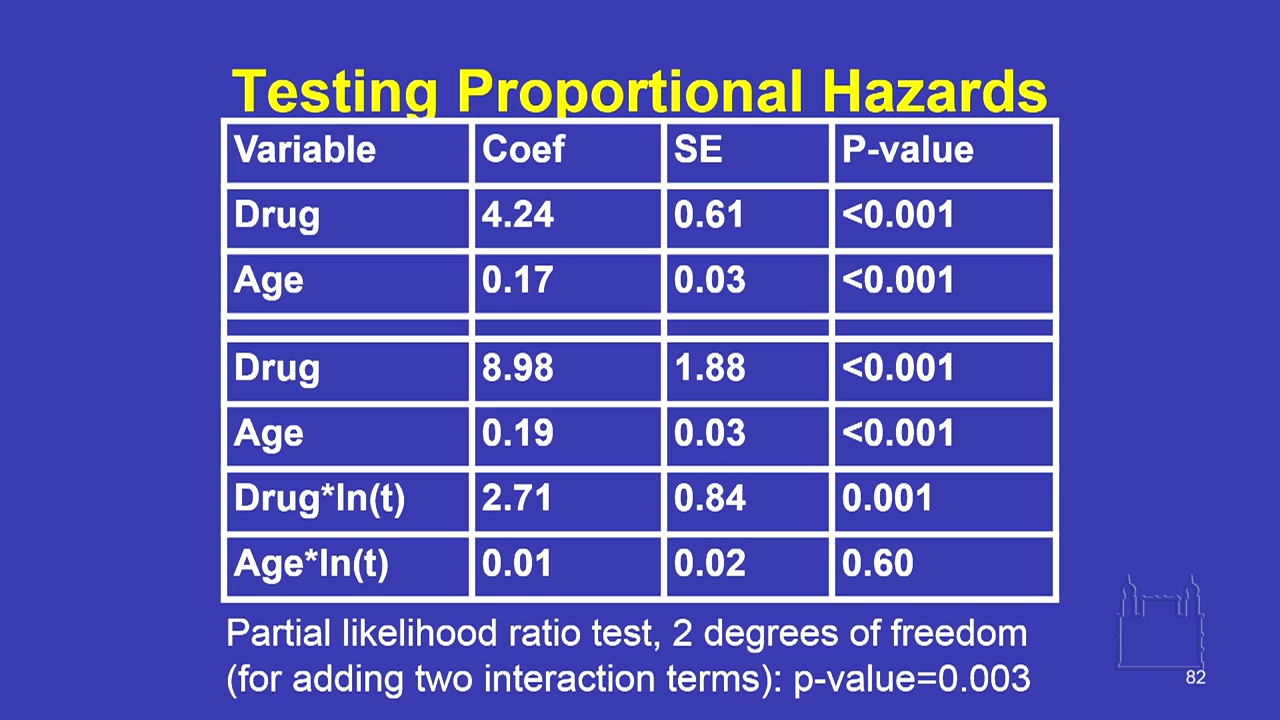 Testing Proportional Hazards
Variable Coef SE P-value
Drug 4.24 0.61 <0.001
Age 0.17 0.03 <0.001
Drug 8.98 1.88 <0.001
Age 0.19 0.03 <0.001
Drug*ln(t) 2.71 0.84 0.001
Age*ln(t) 0.01 0.02 0.60
Partial likelihood ratio test, 2 degrees of freedom
(for adding two interaction terms): p-value=0.003
82